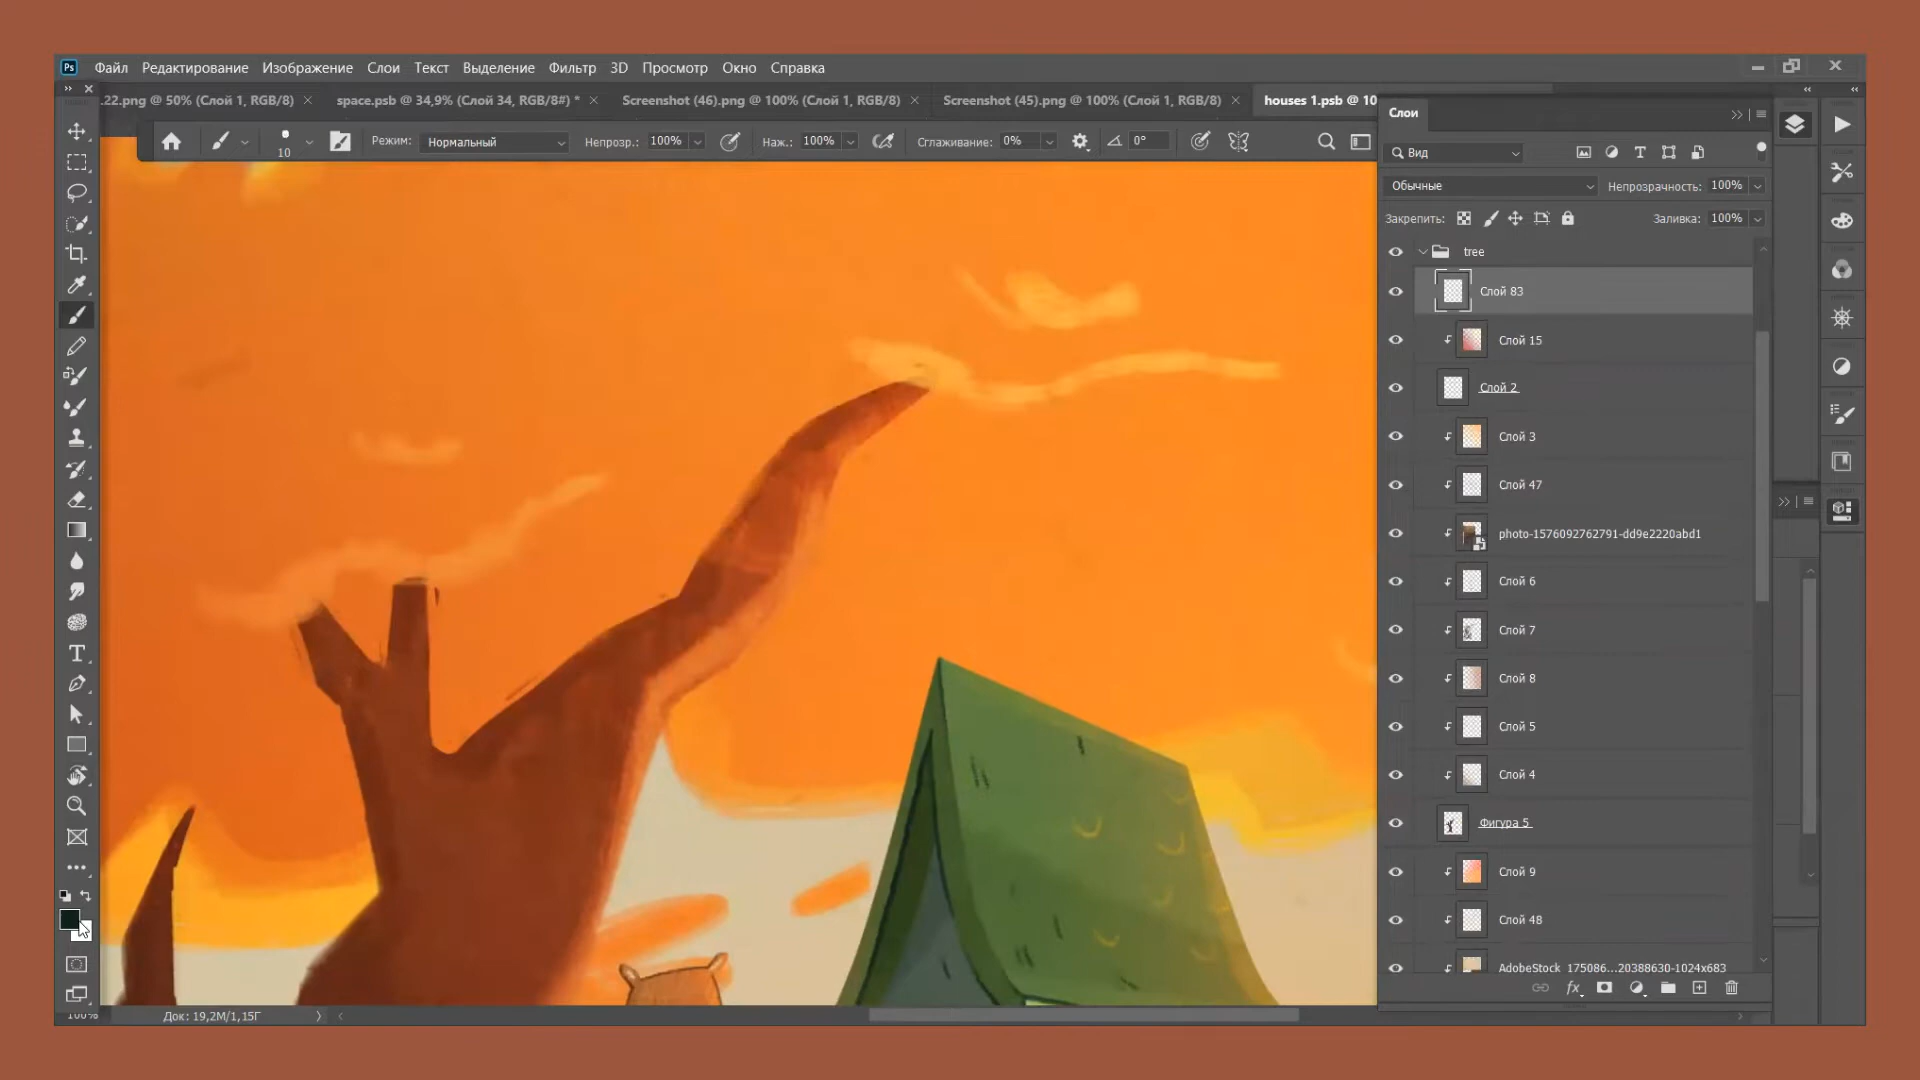 Ps Файл Редактирование Изображение Слои Текст Выделение Фильтр 3D Просмотр Окно Справка
.22.png @ 50% (Слой 1, RGB/8) space.psb @ 34,9% (Слой 34, RGB/8#) * Screenshot (46).png @ 100% (Слой 1, RGB/8) Screenshot (45).png @ 100% (Слой 1, RGB/8) houses 1.psb @ 10
10 Режим: Нормальный Непрозр.: 100% Наж.: 100% Сглаживание: 0% 0°
Слои
Вид
Обычные Непрозрачность: 100%
Закрепить: Заливка: 100%
tree
Слой 83
Слой 15
Слой 2
Слой 3
Слой 47
photo-1576092762791-dd9e2220abd1
Слой 6
Слой 7
Слой 8
Слой 5
Слой 4
Фигура 5
Слой 9
Слой 48
AdobeStock_175086...20388630-1024x683
fx
100% Док: 19,2M/1,15Г